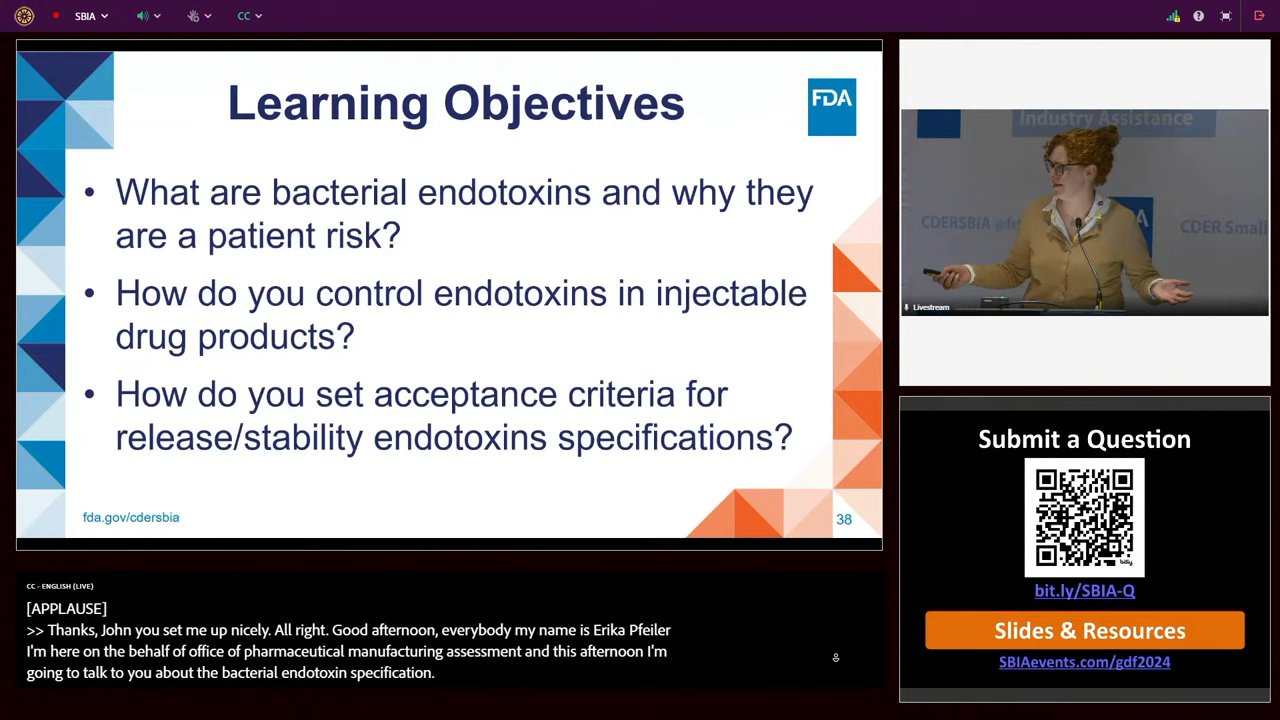 SBIA
CC
Learning Objectives
FDA
• What are bacterial endotoxins and why they
are a patient risk?
• How do you control endotoxins in injectable
drug products?
• How do you set acceptance criteria for
release/stability endotoxins specifications?
fda.gov/cdersbia
38
Industry Assistance
CDERSBIA
CDER Small
Livestream
Submit a Question
bitly
bit.ly/SBIA-Q
Slides & Resources
SBIAevents.com/gdf2024
CC - ENGLISH (LIVE)
[APPLAUSE]
>> Thanks, John you set me up nicely. All right. Good afternoon, everybody my name is Erika Pfeiler
I'm here on the behalf of office of pharmaceutical manufacturing assessment and this afternoon I'm
going to talk to you about the bacterial endotoxin specification.